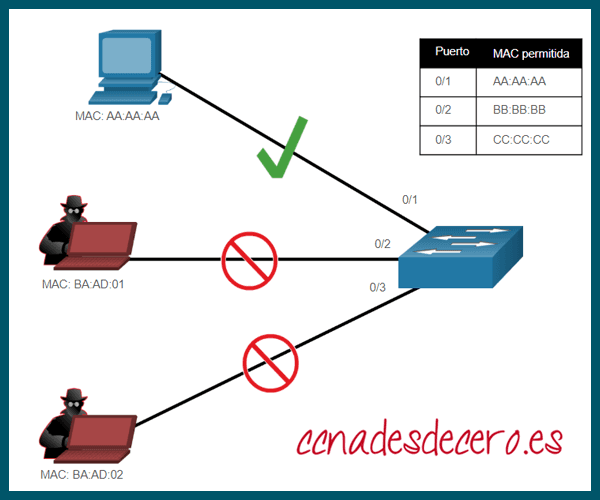 Puerto MAC permitida
0/1 AA:AA:AA
0/2 BB:BB:BB
0/3 CC:CC:CC
MAC: AA:AA:AA
0/1
0/2
MAC: BA:AD:01
0/3
ccnadesdecero.es
MAC: BA:AD:02